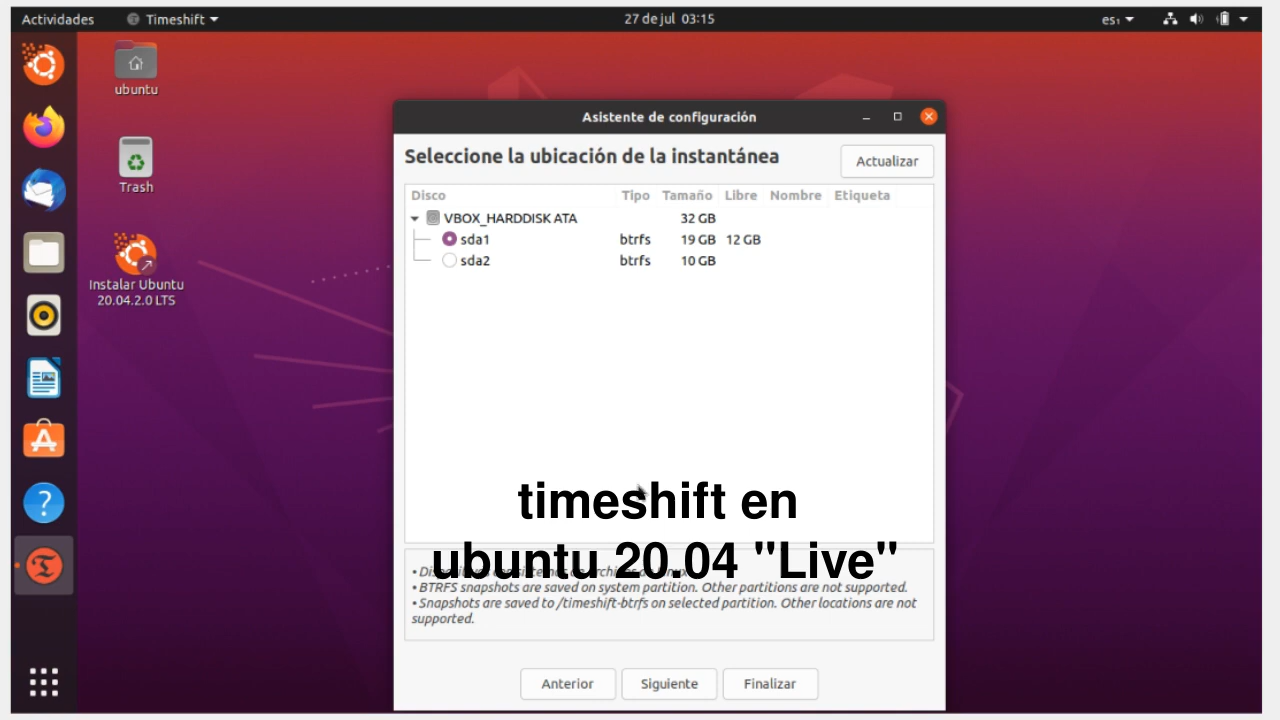 Actividades
Timeshift
27 de jul 03:15
es₁
ubuntu
Trash
Instalar Ubuntu
20.04.2.0 LTS
Asistente de configuración
Seleccione la ubicación de la instantánea
Actualizar
Disco Tipo Tamaño Libre Nombre Etiqueta
VBOX_HARDDISK ATA 32 GB
sda1 btrfs 19 GB 12 GB
sda2 btrfs 10 GB
timeshift en
ubuntu 20.04 "Live"
• BTRFS snapshots are saved on system partition. Other partitions are not supported.
• Snapshots are saved to /timeshift-btrfs on selected partition. Other locations are not
supported.
Anterior
Siguiente
Finalizar